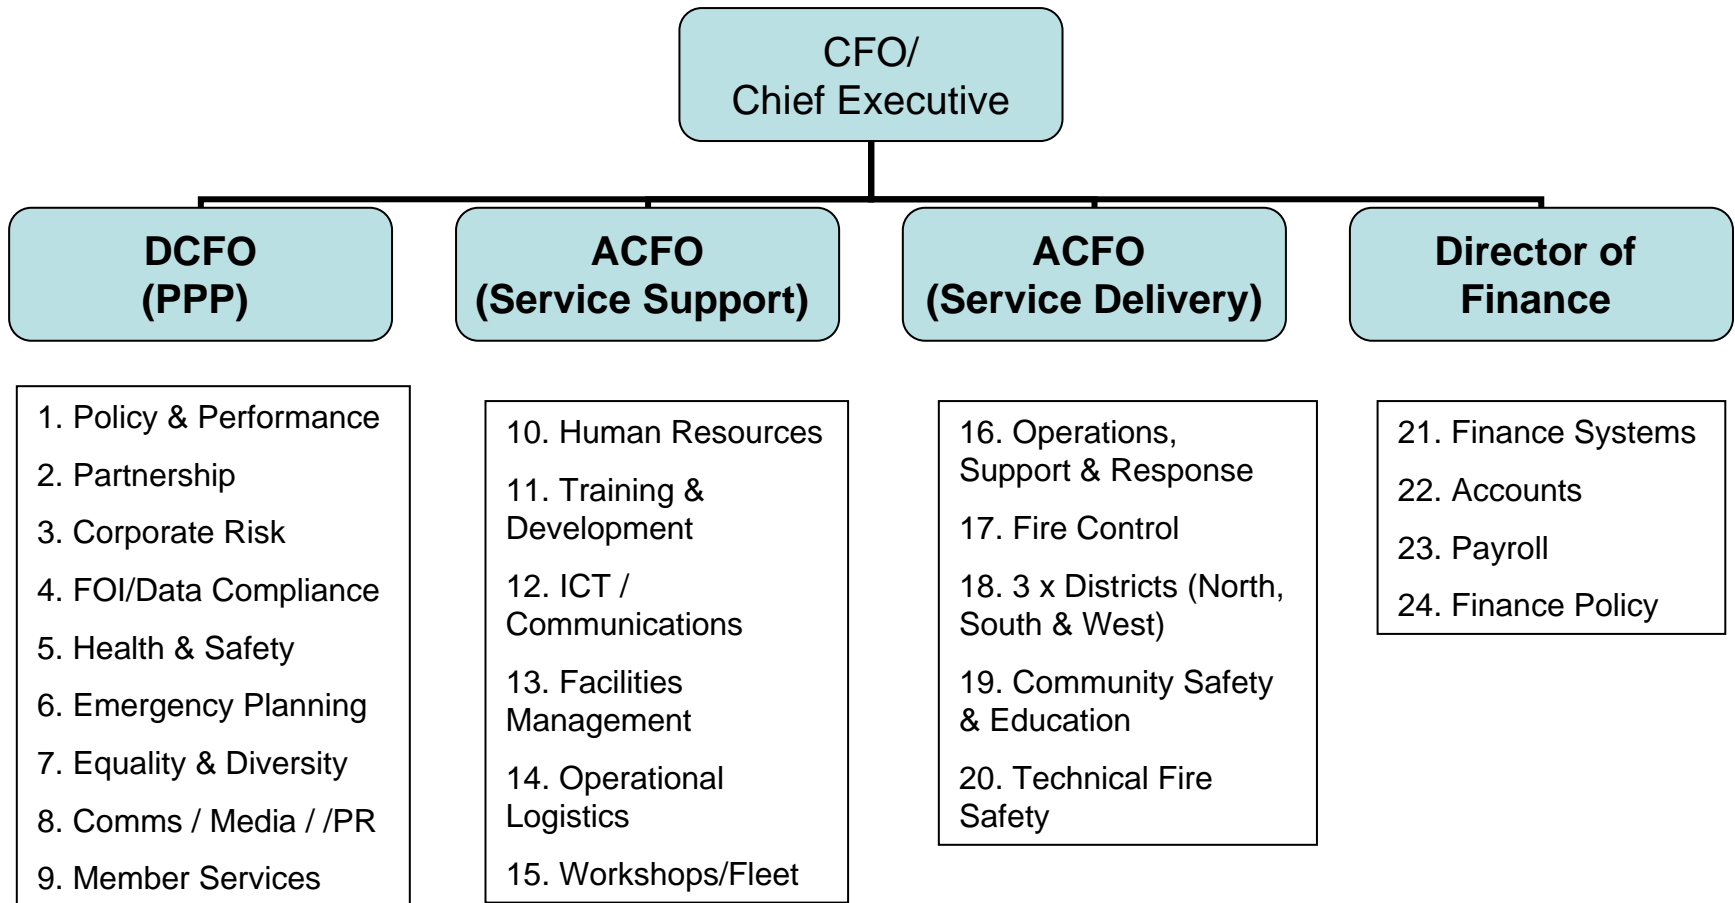 CFO/
Chief Executive
DCFO
(PPP)
ACFO
(Service Support)
ACFO
(Service Delivery)
Director of
Finance
1. Policy & Performance
2. Partnership
3. Corporate Risk
4. FOI/Data Compliance
5. Health & Safety
6. Emergency Planning
7. Equality & Diversity
8. Comms / Media / /PR
9. Member Services
10. Human Resources
11. Training &
Development
12. ICT /
Communications
13. Facilities
Management
14. Operational
Logistics
15. Workshops/Fleet
16. Operations,
Support & Response
17. Fire Control
18. 3 x Districts (North,
South & West)
19. Community Safety
& Education
20. Technical Fire
Safety
21. Finance Systems
22. Accounts
23. Payroll
24. Finance Policy